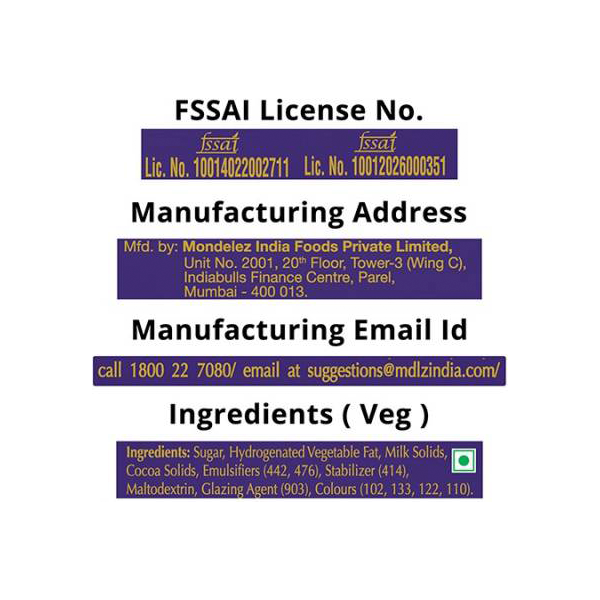 FSSAI License No.
fssai fssai
Lic. No. 10014022002711 Lic. No. 10012026000351
Manufacturing Address
Mfd. by: Mondelez India Foods Private Limited,
Unit No. 2001, 20th Floor, Tower-3 (Wing C),
Indiabulls Finance Centre, Parel,
Mumbai - 400 013.
Manufacturing Email Id
call 1800 22 7080/ email at suggestions@mdlzindia.com/
Ingredients ( Veg )
Ingredients: Sugar, Hydrogenated Vegetable Fat, Milk Solids,
Cocoa Solids, Emulsifiers (442, 476), Stabilizer (414),
Maltodextrin, Glazing Agent (903), Colours (102, 133, 122, 110).